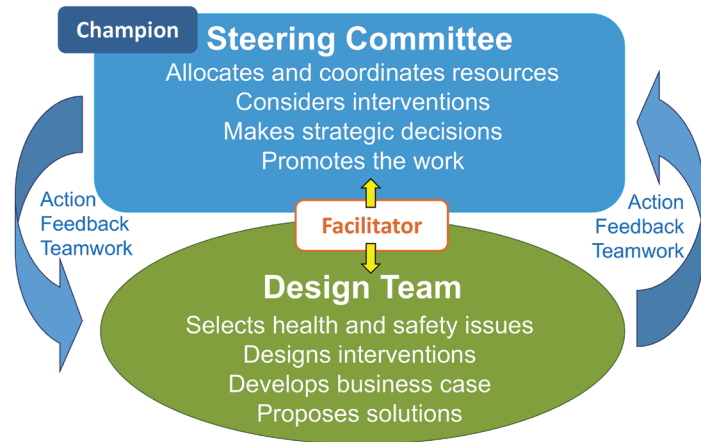 Champion
Steering Committee
Allocates and coordinates resources
Considers interventions
Makes strategic decisions
Promotes the work
Action
Feedback
Teamwork
Action
Feedback
Teamwork
Facilitator
Design Team
Selects health and safety issues
Designs interventions
Develops business case
Proposes solutions